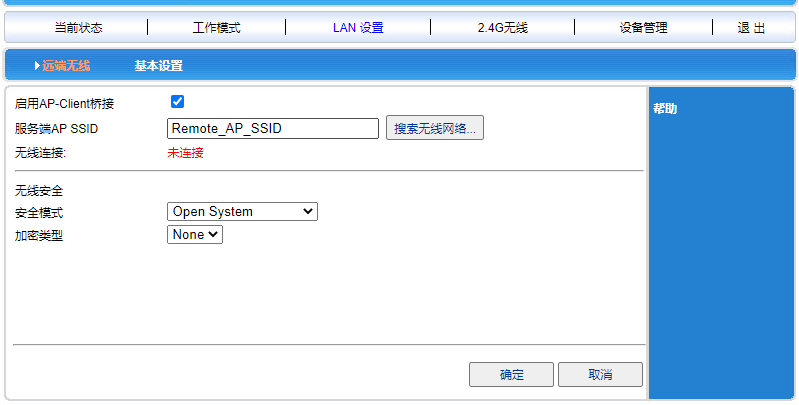 当前状态 工作模式 LAN 设置 2.4G无线 设备管理 退 出
远端无线 基本设置
启用AP-Client桥接
帮助
服务端AP SSID Remote_AP_SSID 搜索无线网络...
无线连接: 未连接
无线安全
安全模式 Open System
加密类型 None
确定 取消